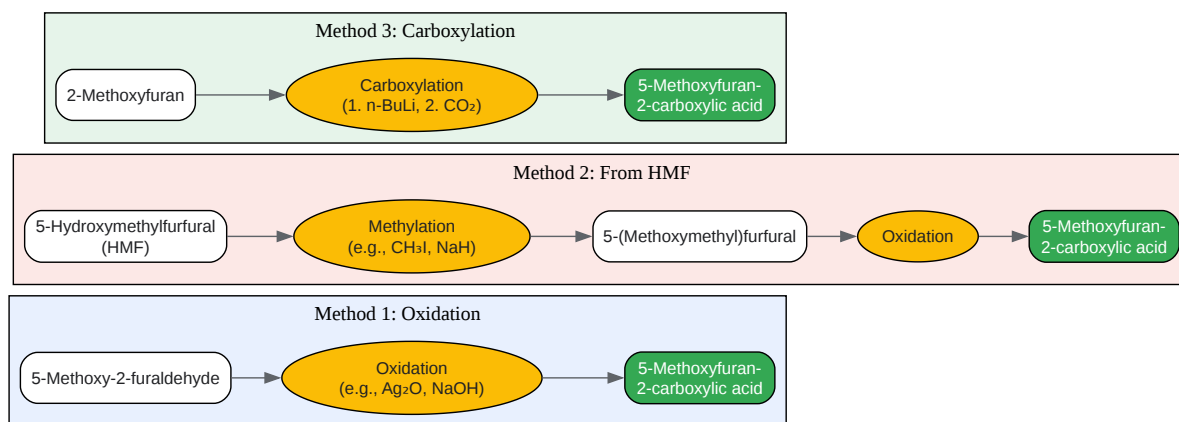 Method 3: Carboxylation
2-Methoxyfuran
Carboxylation
(1. n-BuLi, 2. CO₂)
5-Methoxyfuran-
2-carboxylic acid
Method 2: From HMF
5-Hydroxymethylfurfural
(HMF)
Methylation
(e.g., CH₃I, NaH)
5-(Methoxymethyl)furfural
Oxidation
5-Methoxyfuran-
2-carboxylic acid
Method 1: Oxidation
5-Methoxy-2-furaldehyde
Oxidation
(e.g., Ag₂O, NaOH)
5-Methoxyfuran-
2-carboxylic acid